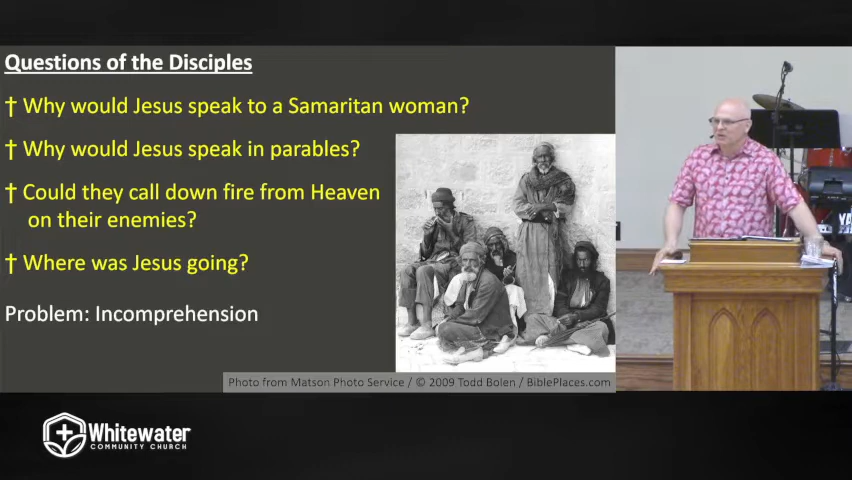 Questions of the Disciples
† Why would Jesus speak to a Samaritan woman?
† Why would Jesus speak in parables?
† Could they call down fire from Heaven
on their enemies?
† Where was Jesus going?
Problem: Incomprehension
Photo from Matson Photo Service / © 2009 Todd Bolen / BiblePlaces.com
YA
Whitewater
COMMUNITY CHURCH